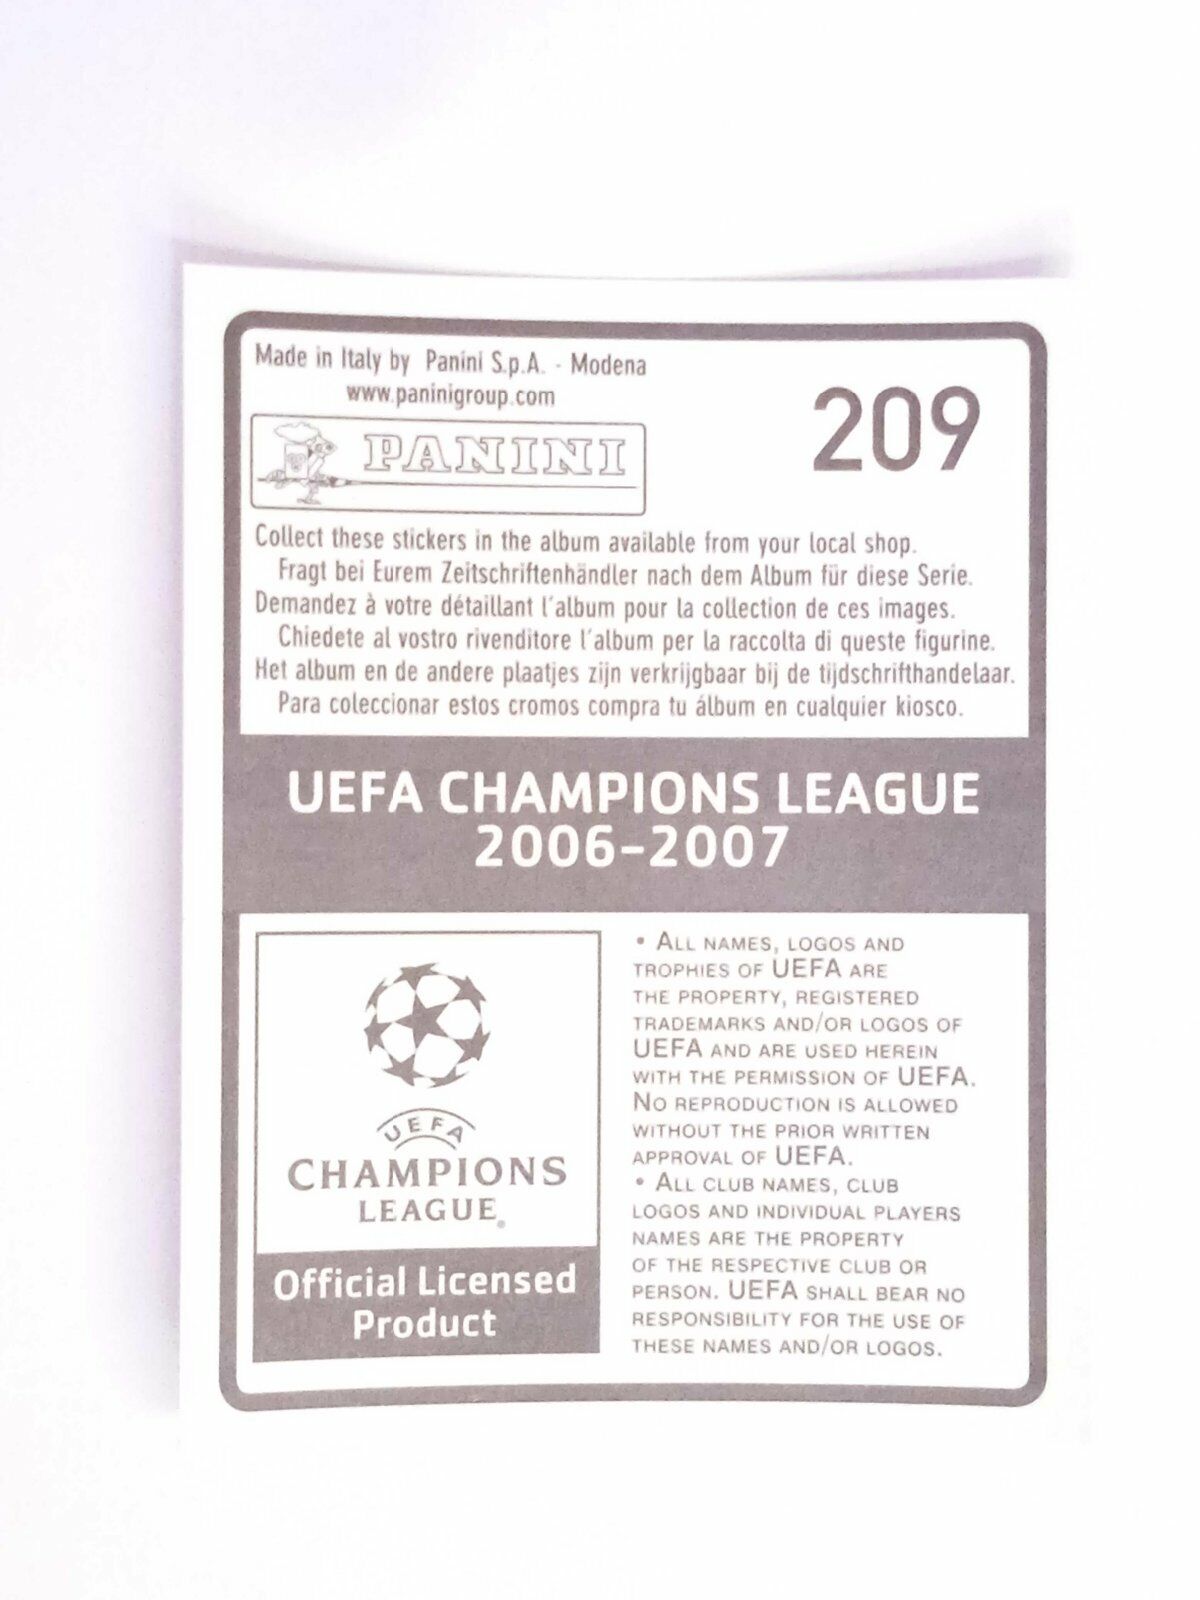 Made in Italy by Panini S.p.A. - Modena
www.paninigroup.com
209
PANINI
Collect these stickers in the album available from your local shop.
Fragt bei Eurem Zeitschriftenhändler nach dem Album für diese Serie.
Demandez à votre détaillant l'album pour la collection de ces images.
Chiedete al vostro rivenditore l'album per la raccolta di queste figurine.
Het album en de andere plaatjes zijn verkrijgbaar bij de tijdschrifthandelaar.
Para coleccionar estos cromos compra tu álbum en cualquier kiosco.
UEFA CHAMPIONS LEAGUE
2006-2007
UEFA
CHAMPIONS
LEAGUE®
Official Licensed
Product
• ALL NAMES, LOGOS AND
TROPHIES OF UEFA ARE
THE PROPERTY, REGISTERED
TRADEMARKS AND/OR LOGOS OF
UEFA AND ARE USED HEREIN
WITH THE PERMISSION OF UEFA.
NO REPRODUCTION IS ALLOWED
WITHOUT THE PRIOR WRITTEN
APPROVAL OF UEFA.
• ALL CLUB NAMES, CLUB
LOGOS AND INDIVIDUAL PLAYERS
NAMES ARE THE PROPERTY
OF THE RESPECTIVE CLUB OR
PERSON. UEFA SHALL BEAR NO
RESPONSIBILITY FOR THE USE OF
THESE NAMES AND/OR LOGOS.